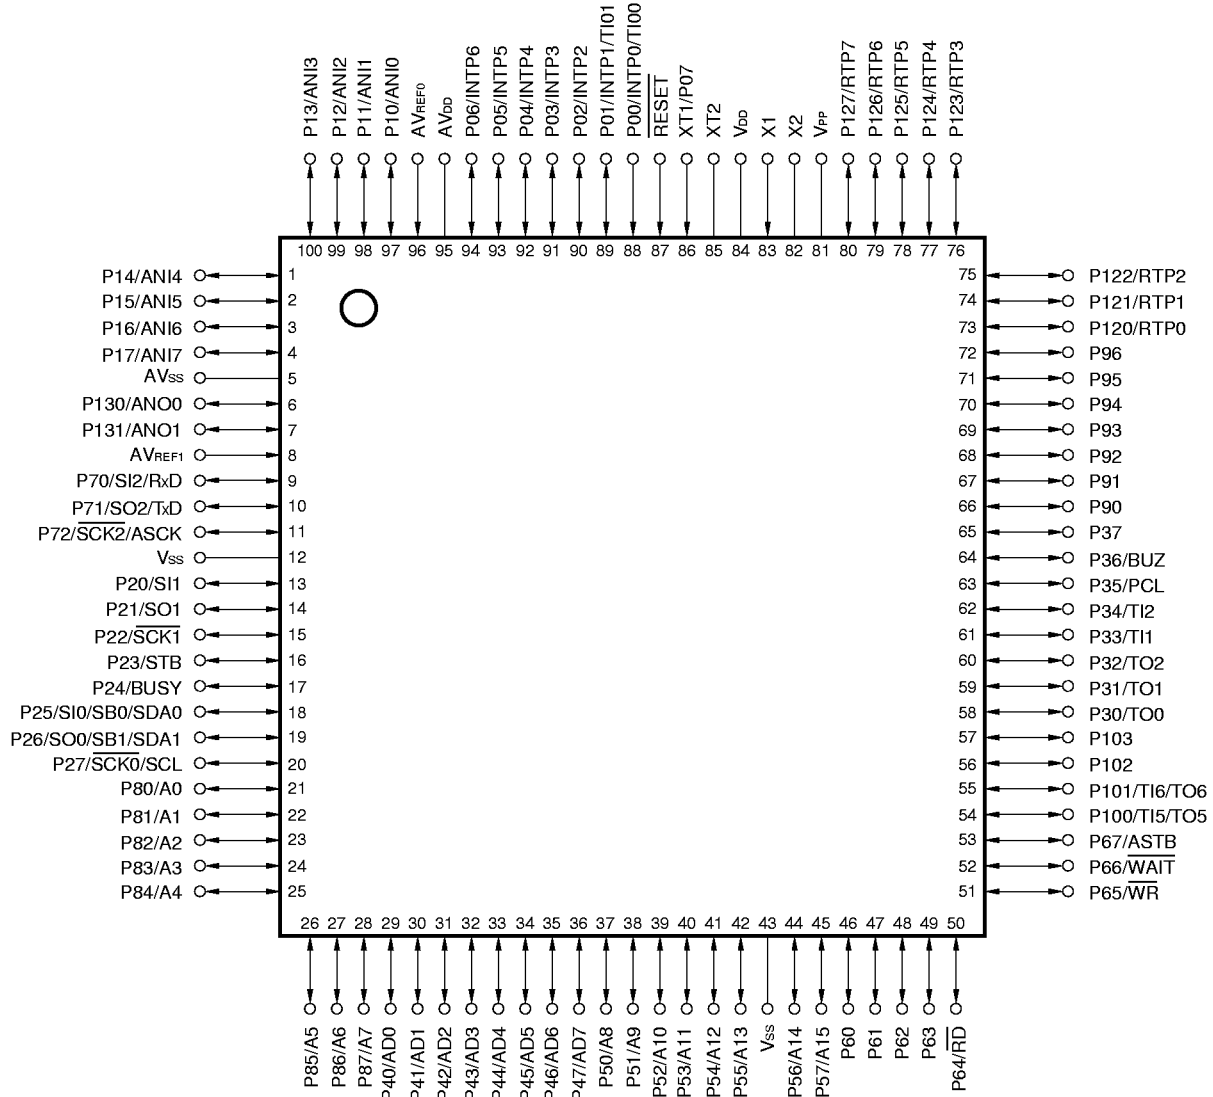 P13/ANI3
P12/ANI2
P11/ANI1
P10/ANI0
AVREF0
AVDD
P06/INTP6
P05/INTP5
P04/INTP4
P03/INTP3
P02/INTP2
P01/INTP1/TI01
P00/INTP0/TI00
RESET
XT1/P07
XT2
VDD
X1
X2
VPP
P127/RTP7
P126/RTP6
P125/RTP5
P124/RTP4
P123/RTP3
100 99 98 97 96 95 94 93 92 91 90 89 88 87 86 85 84 83 82 81 80 79 78 77 76
P14/ANI4 1 75 P122/RTP2
P15/ANI5 2 74 P121/RTP1
P16/ANI6 3 73 P120/RTP0
P17/ANI7 4 72 P96
AVSS 5 71 P95
P130/ANO0 6 70 P94
P131/ANO1 7 69 P93
AVREF1 8 68 P92
P70/SI2/RxD 9 67 P91
P71/SO2/TxD 10 66 P90
P72/SCK2/ASCK 11 65 P37
VSS 12 64 P36/BUZ
P20/SI1 13 63 P35/PCL
P21/SO1 14 62 P34/TI2
P22/SCK1 15 61 P33/TI1
P23/STB 16 60 P32/TO2
P24/BUSY 17 59 P31/TO1
P25/SI0/SB0/SDA0 18 58 P30/TO0
P26/SO0/SB1/SDA1 19 57 P103
P27/SCK0/SCL 20 56 P102
P80/A0 21 55 P101/TI6/TO6
P81/A1 22 54 P100/TI5/TO5
P82/A2 23 53 P67/ASTB
P83/A3 24 52 P66/WAIT
P84/A4 25 51 P65/WR
26 27 28 29 30 31 32 33 34 35 36 37 38 39 40 41 42 43 44 45 46 47 48 49 50
P85/A5
P86/A6
P87/A7
P40/AD0
P41/AD1
P42/AD2
P43/AD3
P44/AD4
P45/AD5
P46/AD6
P47/AD7
P50/A8
P51/A9
P52/A10
P53/A11
P54/A12
P55/A13
VSS
P56/A14
P57/A15
P60
P61
P62
P63
P64/RD